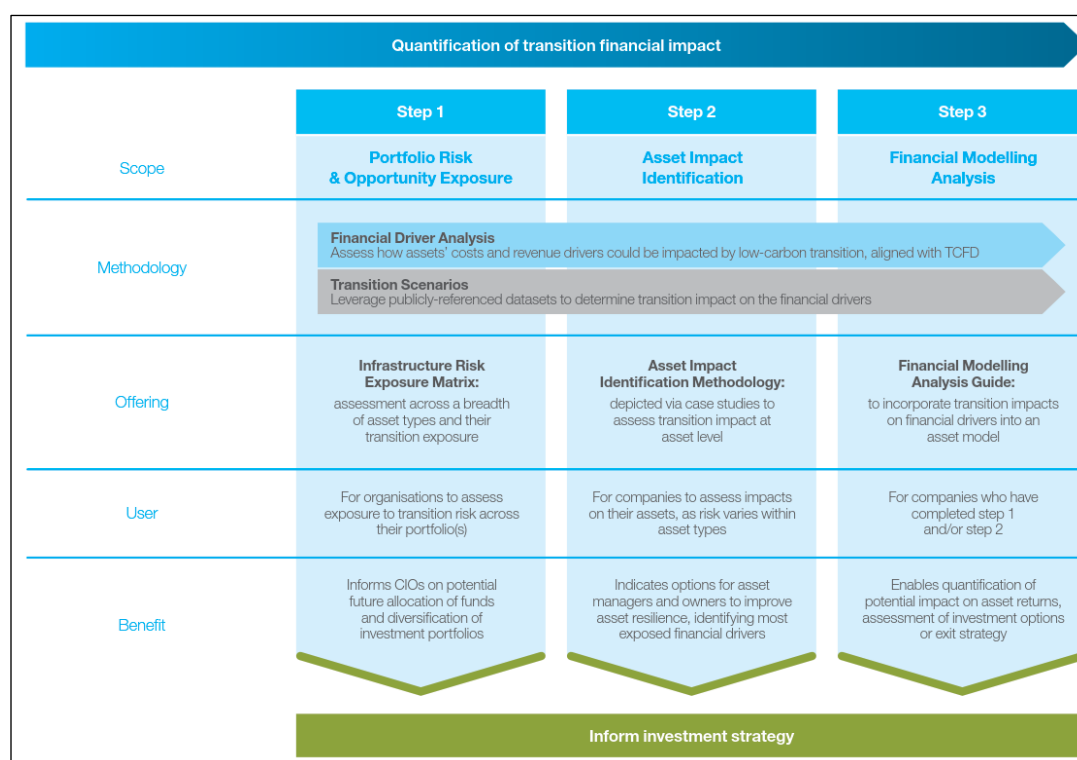 Quantification of transition financial impact
Step 1
Step 2
Step 3
Scope
Portfolio Risk
& Opportunity Exposure
Asset Impact
Identification
Financial Modelling
Analysis
Methodology
Financial Driver Analysis
Assess how assets' costs and revenue drivers could be impacted by low-carbon transition, aligned with TCFD
Transition Scenarios
Leverage publicly-referenced datasets to determine transition impact on the financial drivers
Offering
Infrastructure Risk
Exposure Matrix:
assessment across a breadth
of asset types and their
transition exposure
Asset Impact
Identification Methodology:
depicted via case studies to
assess transition impact at
asset level
Financial Modelling
Analysis Guide:
to incorporate transition impacts
on financial drivers into an
asset model
User
For organisations to assess
exposure to transition risk across
their portfolio(s)
For companies to assess impacts
on their assets, as risk varies within
asset types
For companies who have
completed step 1
and/or step 2
Benefit
Informs CIOs on potential
future allocation of funds
and diversification of
investment portfolios
Indicates options for asset
managers and owners to improve
asset resilience, identifying most
exposed financial drivers
Enables quantification of
potential impact on asset returns,
assessment of investment options
or exit strategy
Inform investment strategy